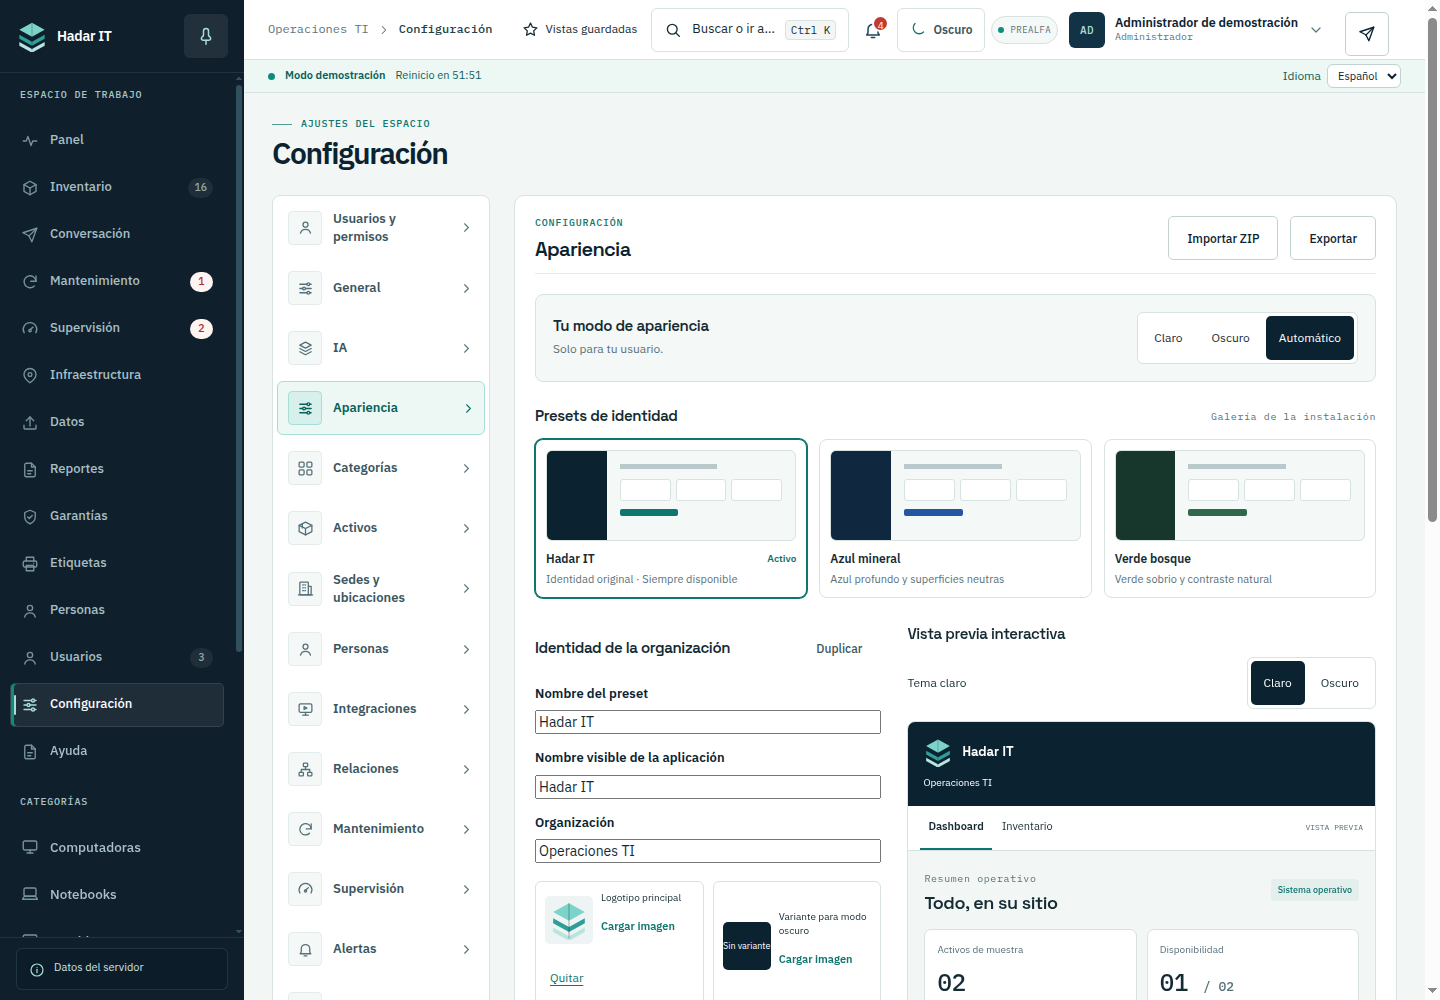 Hadar IT
ESPACIO DE TRABAJO
Panel
Inventario 16
Conversación
Mantenimiento 1
Supervisión 2
Infraestructura
Datos
Reportes
Garantías
Etiquetas
Personas
Usuarios 3
Configuración
Ayuda
CATEGORÍAS
Computadoras
Notebooks
Datos del servidor
Operaciones TI > Configuración
Vistas guardadas
Buscar o ir a... Ctrl K
4
Oscuro
PREALFA
AD
Administrador de demostración
Administrador
Modo demostración Reinicio en 51:51
Idioma Español
AJUSTES DEL ESPACIO
Configuración
Usuarios y
permisos
General
IA
Apariencia
Categorías
Activos
Sedes y
ubicaciones
Personas
Integraciones
Relaciones
Mantenimiento
Supervisión
Alertas
CONFIGURACIÓN
Apariencia
Importar ZIP
Exportar
Tu modo de apariencia
Solo para tu usuario.
Claro Oscuro Automático
Presets de identidad
Galería de la instalación
Hadar IT Activo
Identidad original · Siempre disponible
Azul mineral
Azul profundo y superficies neutras
Verde bosque
Verde sobrio y contraste natural
Identidad de la organización
Duplicar
Nombre del preset
Hadar IT
Nombre visible de la aplicación
Hadar IT
Organización
Operaciones TI
Logotipo principal
Cargar imagen
Quitar
Sin variante
Variante para modo
oscuro
Cargar imagen
Vista previa interactiva
Tema claro
Claro Oscuro
Hadar IT
Operaciones TI
Dashboard Inventario
VISTA PREVIA
Resumen operativo
Todo, en su sitio
Sistema operativo
Activos de muestra
02
Disponibilidad
01 / 02